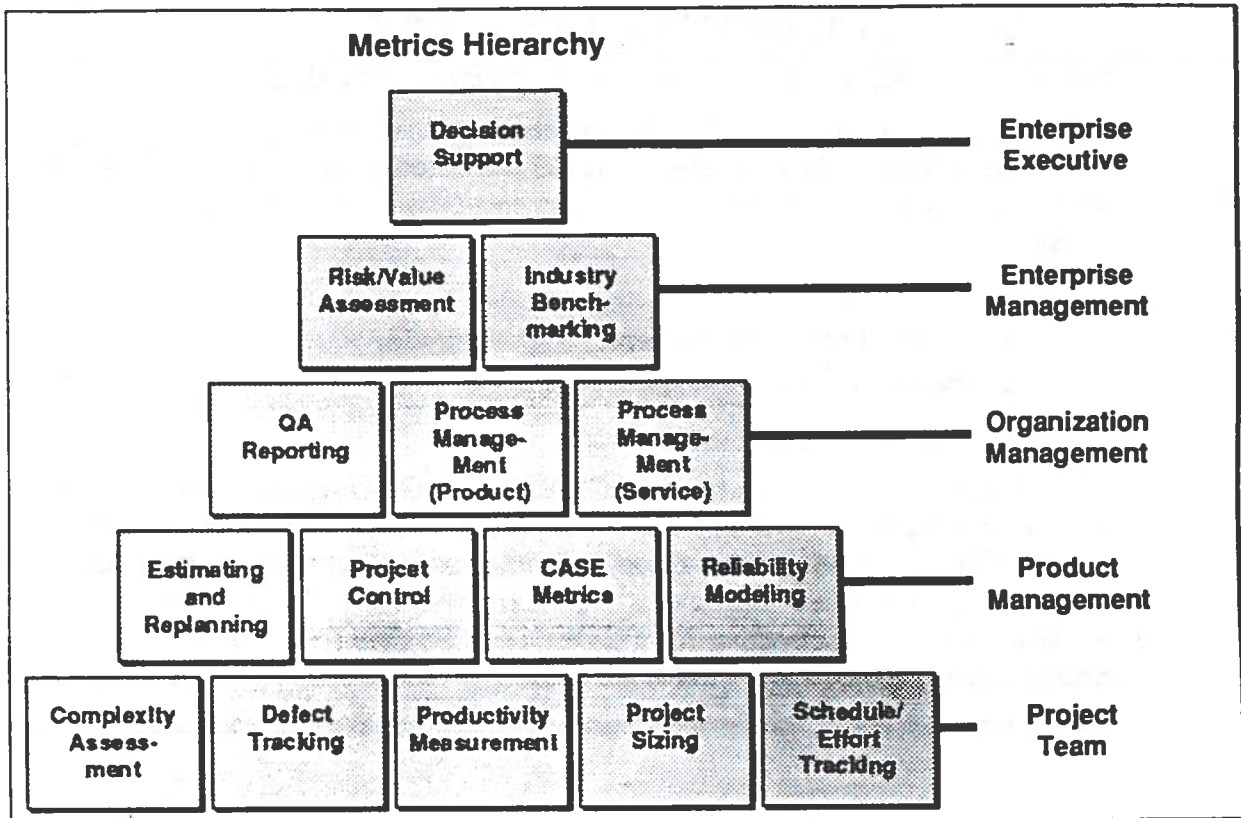 Metrics Hierarchy
Decision
Support
Enterprise
Executive
Risk/Value
Assessment
Industry
Bench-
marking
Enterprise
Management
QA
Reporting
Process
Manage-
Ment
(Product)
Process
Manage-
Ment
(Service)
Organization
Management
Estimating
and
Replanning
Projcat
Control
CASE
Metrics
Reliability
Modeling
Product
Management
Complexity
Assess-
ment
Defect
Tracking
Productivity
Measurement
Project
Sizing
Schedule/
Effort
Tracking
Project
Team